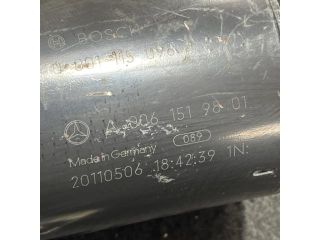 BOSCH
A 006 151 98 01
Made in Germany 089
20110506 18:42:39 1N: